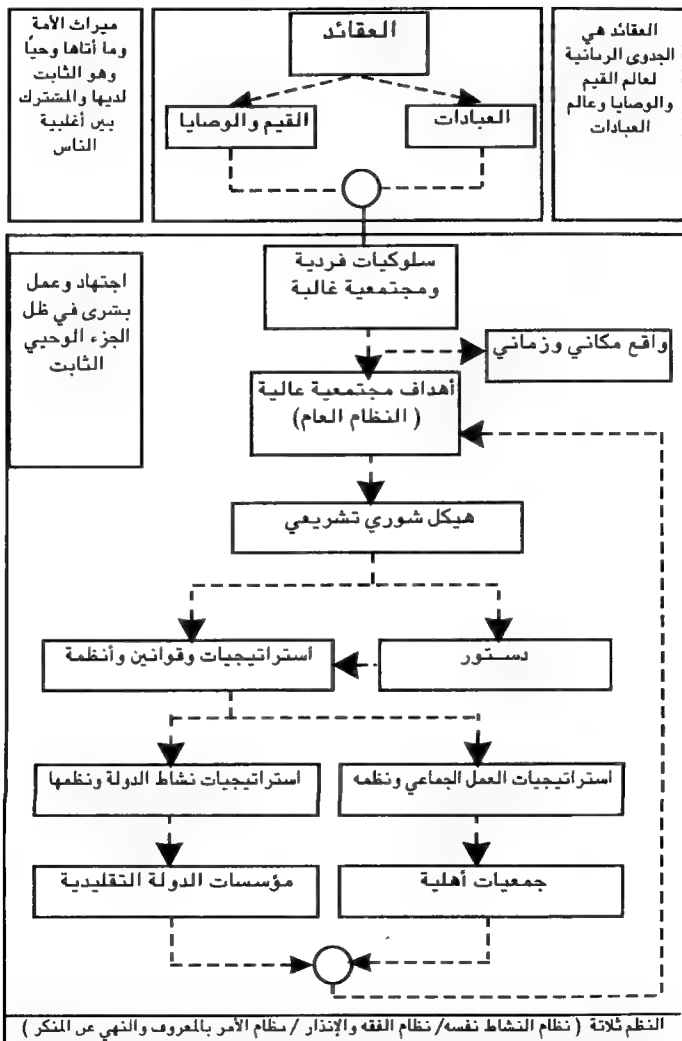 العقائد هي
الجدوى الربانية
لعالم القيم
والوصايا وعالم
العبادات
العقائد
العبادات
القيم والوصايا
ميراث الأمة
وما أتاها وحياً
وهو الثابت
لديها والمشترك
بين أغلبية
الناس
سلوكيات فردية
ومجتمعية غالبة
اجتهاد وعمل
بشرى في ظل
الجزء الوحيي
الثابت
واقع مكاني وزماني
أهداف مجتمعية عالية
( النظام العام )
هيكل شوري تشريعي
دستور
استراتيجيات وقوانين وأنظمة
استراتيجيات العمل الجماعي ونظمه
استراتيجيات نشاط الدولة ونظمها
جمعيات أهلية
مؤسسات الدولة التقليدية
النظم ثلاثة ( نظام النشاط نفسه/ نظام الفقه والإنذار / نظام الأمر بالمعروف والنهي عن المنكر )